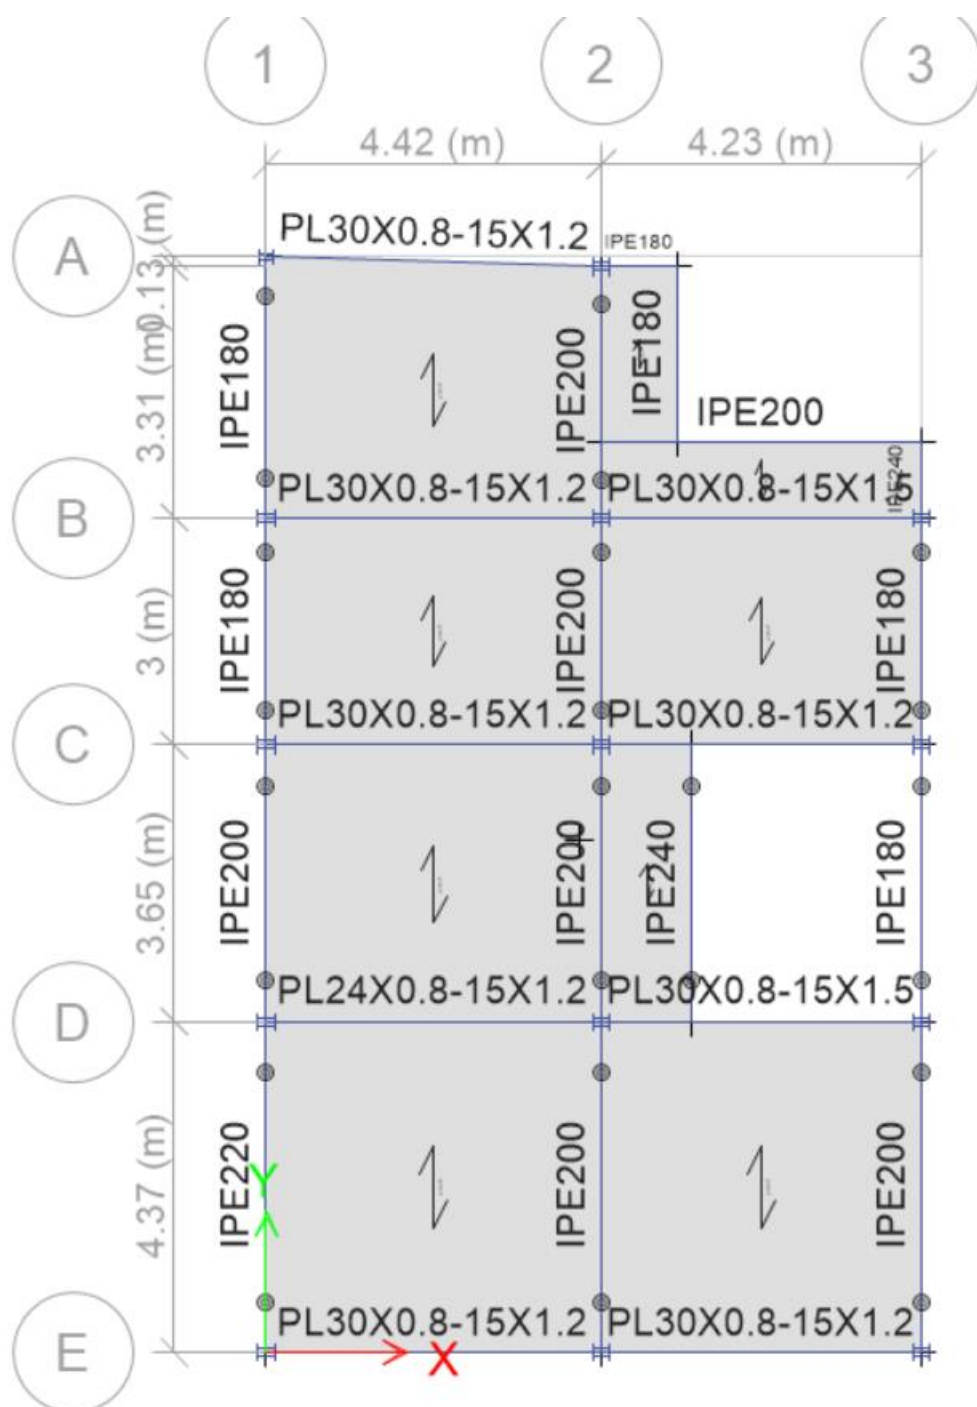 1 2 3
4.42 (m) 4.23 (m)
A
0.13 (m)
PL30X0.8-15X1.2 IPE180
3.31 (m)
IPE180 IPE200 IPE180
IPE200
IPE240
PL30X0.8-15X1.2 PL30X0.8-15X1.5
B
3 (m)
IPE180 IPE200 IPE180
PL30X0.8-15X1.2 PL30X0.8-15X1.2
C
3.65 (m)
IPE200 IPE200 IPE240 IPE180
PL24X0.8-15X1.2 PL30X0.8-15X1.5
D
4.37 (m)
IPE220 IPE200 IPE200
Y
PL30X0.8-15X1.2 PL30X0.8-15X1.2
E
X